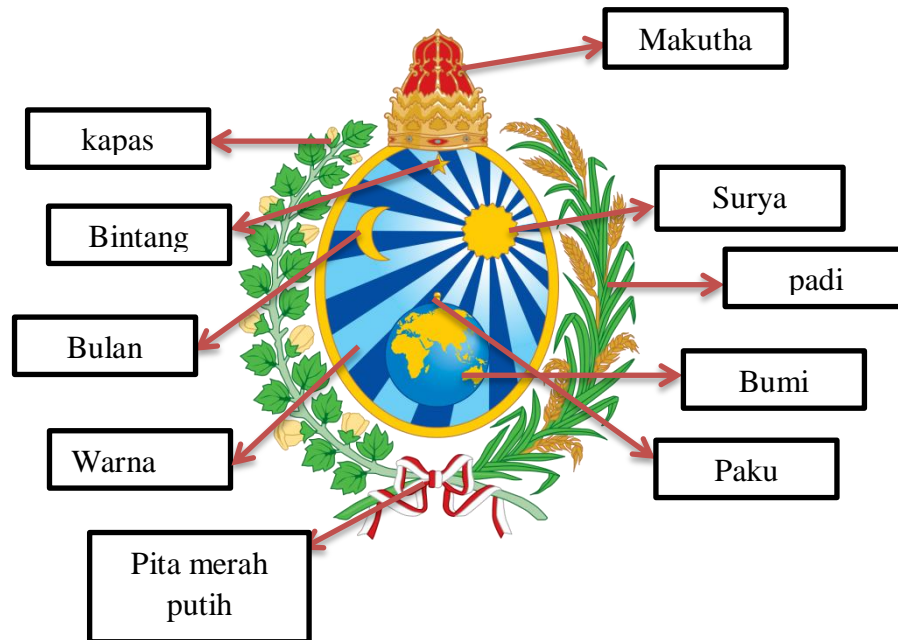 Makutha
kapas
Surya
Bintang
padi
Bulan
Bumi
Warna
Paku
Pita merah
putih